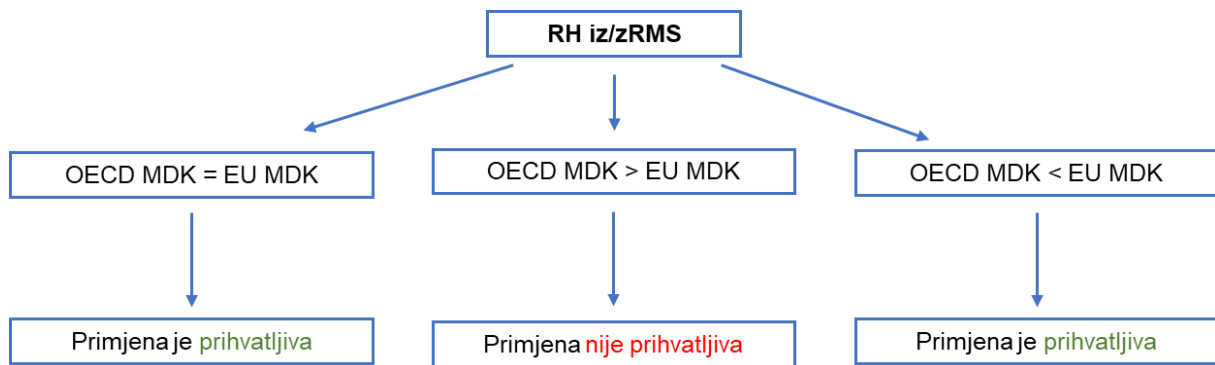 RH iz/zRMS
OECD MDK = EU MDK
OECD MDK > EU MDK
OECD MDK < EU MDK
Primjena je prihvatljiva
Primjena nije prihvatljiva
Primjena je prihvatljiva